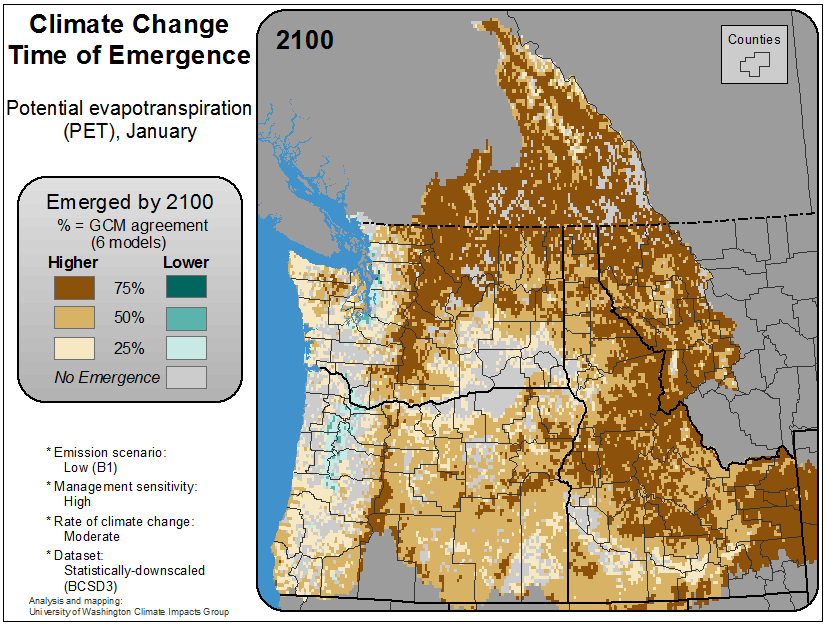 Climate Change
Time of Emergence
Potential evapotranspiration
(PET), January
Emerged by 2100
% = GCM agreement
(6 models)
Higher Lower
75%
50%
25%
No Emergence
* Emission scenario:
Low (B1)
* Management sensitivity:
High
* Rate of climate change:
Moderate
* Dataset:
Statistically-downscaled
(BCSD3)
Analysis and mapping:
University of Washington Climate Impacts Group
2100
Counties